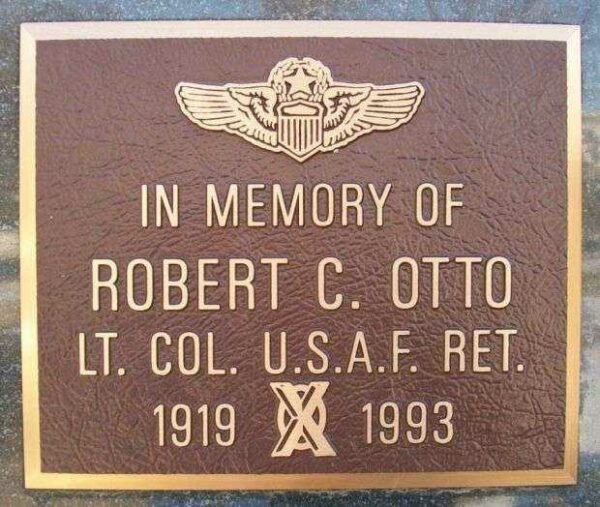 IN MEMORY OF
ROBERT C. OTTO
LT. COL. U.S.A.F. RET.
1919 1993